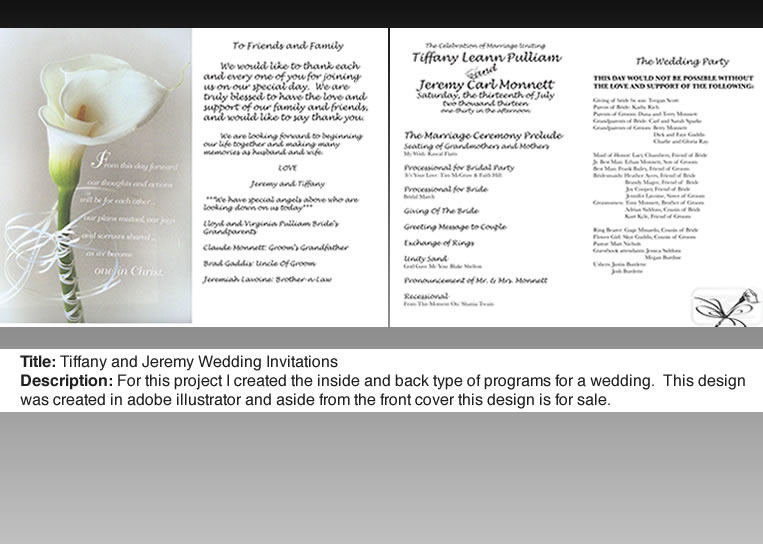 From this day forward
our thoughts and actions
will be for each other...
our plans mutual, our joys
and sorrows shared...
as we become
one in Christ.
To Friends and Family
We would like to thank each
and every one of you for joining
us on our special day. We are
truly blessed to have the love and
support of our family and friends,
and would like to say thank you.
We are looking forward to beginning
our life together and making many
memories as husband and wife.
LOVE
Jeremy and Tiffany
***We have special angels above who are
looking down on us today***
Lloyd and Virginia Pulliam Bride's
Grandparents
Claude Monnett: Groom's Grandfather
Brad Gaddis: Uncle Of Groom
Jeremiah Lavoine: Brother-n-Law
The Celebration of Marriage Uniting
Tiffany Leann Pulliam
and
Jeremy Carl Monnett
Saturday, the thirteenth of July
two thousand thirteen
one-thirty in the afternoon.
The Marriage Ceremony Prelude
Seating of Grandmothers and Mothers
My Wish: Rascal Flatts
Processional for Bridal Party
It's Your Love: Tim McGraw & Faith Hill
Processional for Bride
Bridal March
Giving Of The Bride
Greeting Message to Couple
Exchange of Rings
Unity Sand
God Gave Me You: Blake Shelton
Pronouncement of Mr. & Mrs. Monnett
Recessional
From This Moment On: Shania Twain
The Wedding Party
THIS DAY WOULD NOT BE POSSIBLE WITHOUT
THE LOVE AND SUPPORT OF THE FOLLOWING:
Giving of bride by son: Teegan Scott
Parent of Bride: Kathy Rich
Parents of Groom: Dana and Terry Monnett
Grandparents of Bride: Carl and Sarah Sparks
Grandparents of Groom: Betty Monnett
Dick and Faye Gaddis
Charlie and Gloria Ray
Maid of Honor: Lacy Chambers, Friend of Bride
Jr. Best Man: Ethan Monnett, Son of Groom
Best Man: Frank Bailey, Friend of Groom
Bridesmaids: Heather Ayers, Friend of Bride
Brandy Magee, Friend of Bride
Joy Cooper, Friend of Bride
Jennifer Lavoine, Sister of Groom
Groomsmen: Tony Monnett, Brother of Groom
Adrian Seldon, Cousin of Bride
Kurt Kyle, Friend of Groom
Ring Bearer: Gage
Flower Girl: Skye Gaddis, Cousin of Groom
Pastor: Matt Nichols
Guestbook attendants: Jessica Seldon
Megan Burdine
Ushers: Justin Burdette
Josh Burdette
Title: Tiffany and Jeremy Wedding Invitations
Description: For this project I created the inside and back type of programs for a wedding. This design
was created in adobe illustrator and aside from the front cover this design is for sale.